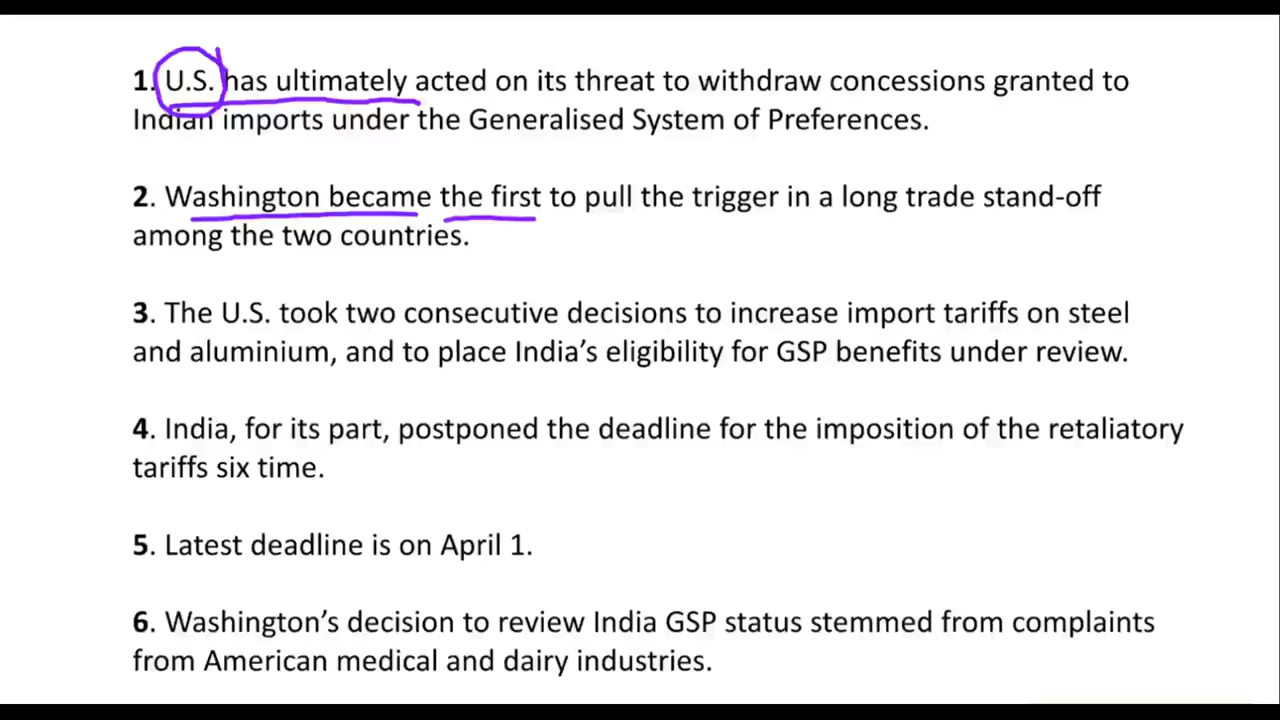 1. U.S. has ultimately acted on its threat to withdraw concessions granted to
Indian imports under the Generalised System of Preferences.
2. Washington became the first to pull the trigger in a long trade stand-off
among the two countries.
3. The U.S. took two consecutive decisions to increase import tariffs on steel
and aluminium, and to place India’s eligibility for GSP benefits under review.
4. India, for its part, postponed the deadline for the imposition of the retaliatory
tariffs six time.
5. Latest deadline is on April 1.
6. Washington’s decision to review India GSP status stemmed from complaints
from American medical and dairy industries.